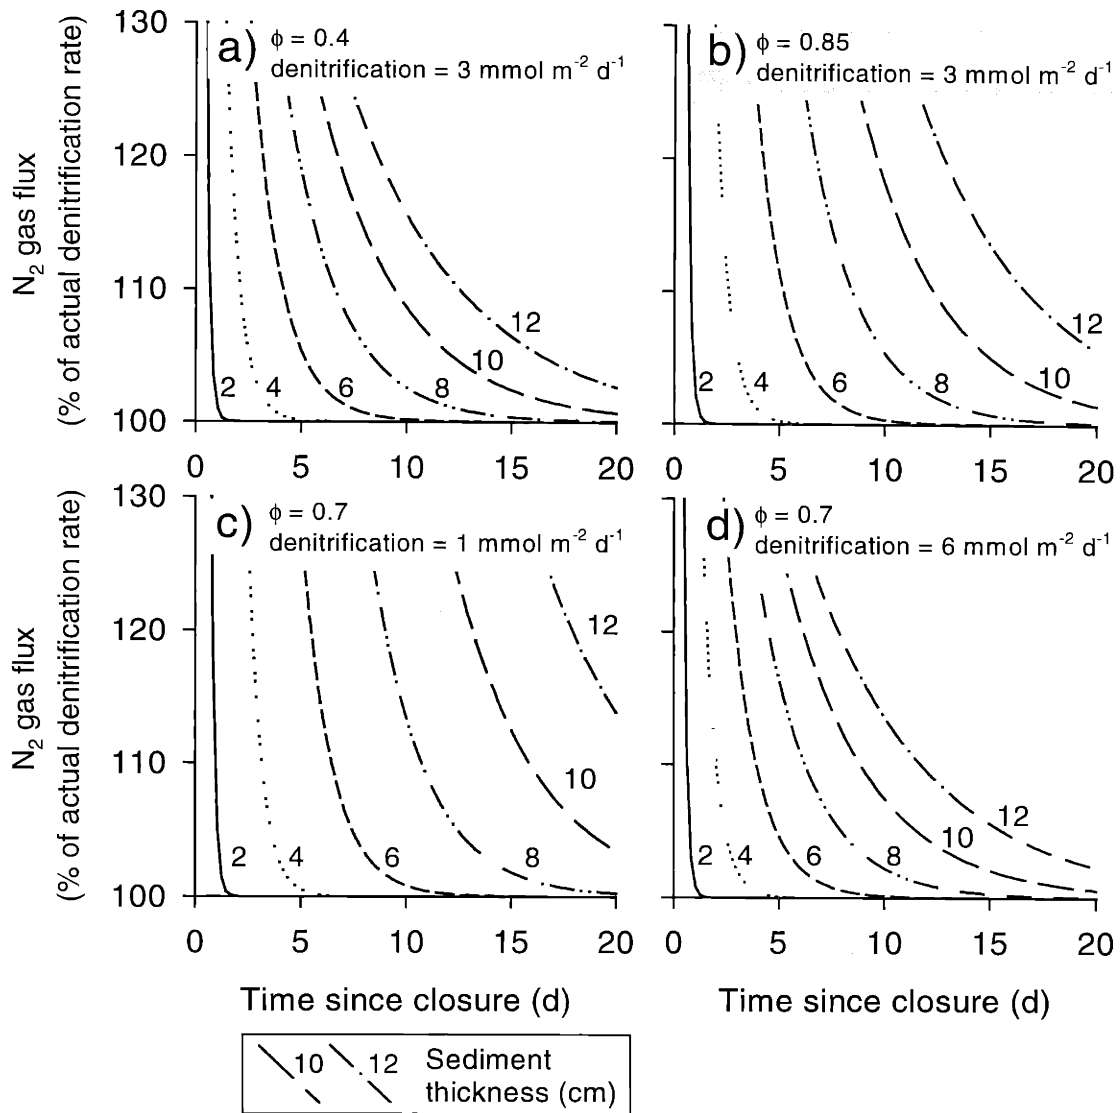 a) ϕ = 0.4
denitrification = 3 mmol m⁻² d⁻¹
b) ϕ = 0.85
denitrification = 3 mmol m⁻² d⁻¹
N₂ gas flux
(% of actual denitrification rate)
130
120
110
100
2 4 6 8 10 12
2 4 6 8 10 12
0 5 10 15 20
0 5 10 15 20
c) ϕ = 0.7
denitrification = 1 mmol m⁻² d⁻¹
d) ϕ = 0.7
denitrification = 6 mmol m⁻² d⁻¹
N₂ gas flux
(% of actual denitrification rate)
130
120
110
100
2 4 6 8 10 12
2 4 6 8 10 12
0 5 10 15 20
0 5 10 15 20
Time since closure (d)
Time since closure (d)
10 12 Sediment
thickness (cm)